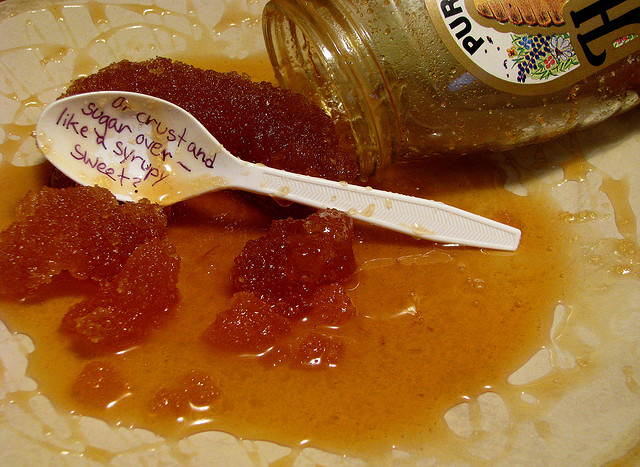 Or crust and
sugar over –
like a syrupy
sweet?
PUR